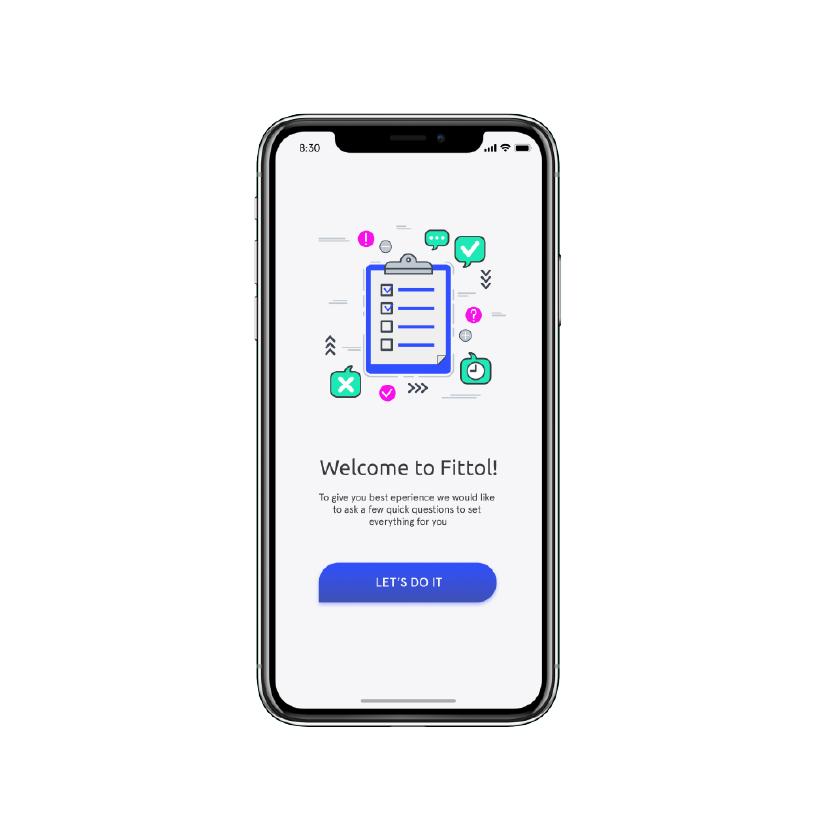 8:30
Welcome to Fittol!
To give you best eperience we would like
to ask a few quick questions to set
everything for you
LET'S DO IT